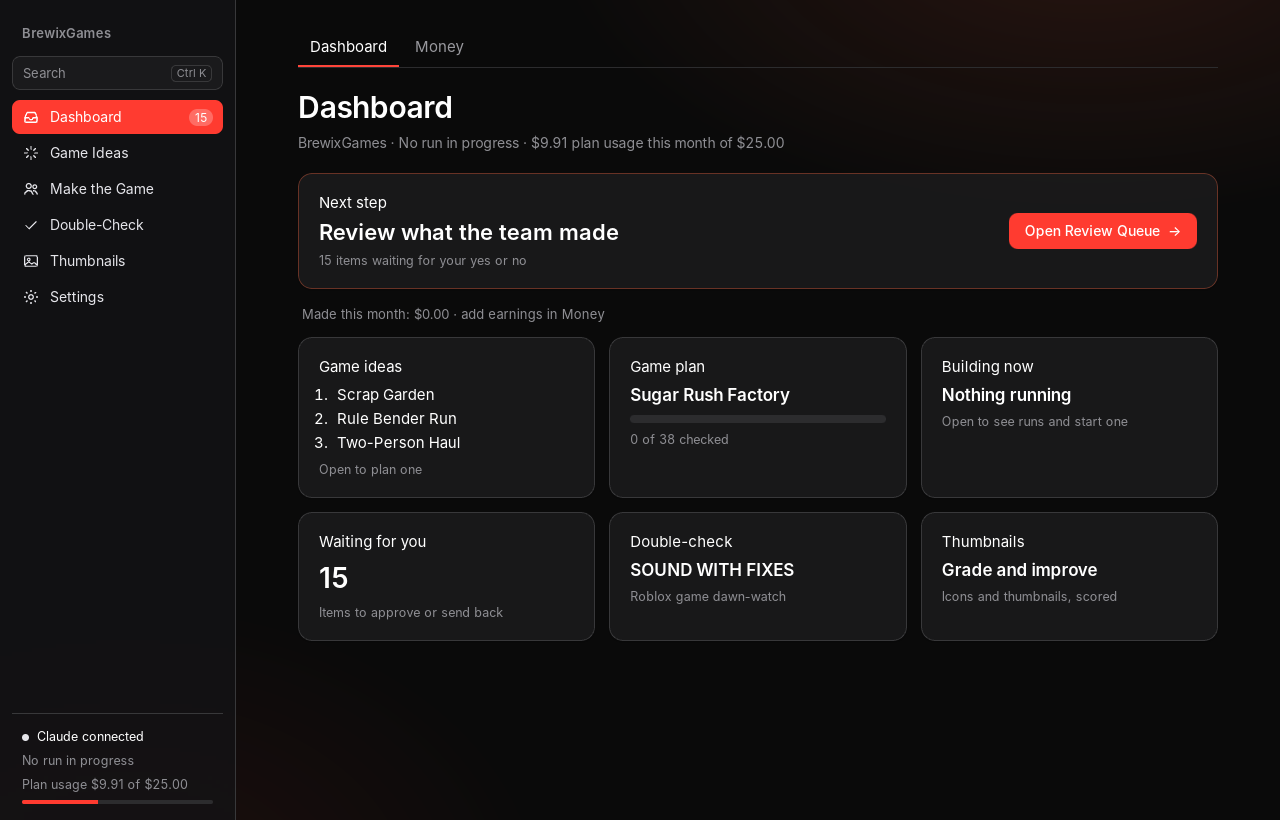 BrewixGames
Search
Ctrl K
Dashboard
15
Game Ideas
Make the Game
Double-Check
Thumbnails
Settings
Claude connected
No run in progress
Plan usage $9.91 of $25.00
Dashboard
Money
Dashboard
BrewixGames · No run in progress · $9.91 plan usage this month of $25.00
Next step
Review what the team made
15 items waiting for your yes or no
Open Review Queue →
Made this month: $0.00 · add earnings in Money
Game ideas
1. Scrap Garden
2. Rule Bender Run
3. Two-Person Haul
Open to plan one
Game plan
Sugar Rush Factory
0 of 38 checked
Building now
Nothing running
Open to see runs and start one
Waiting for you
15
Items to approve or send back
Double-check
SOUND WITH FIXES
Roblox game dawn-watch
Thumbnails
Grade and improve
Icons and thumbnails, scored